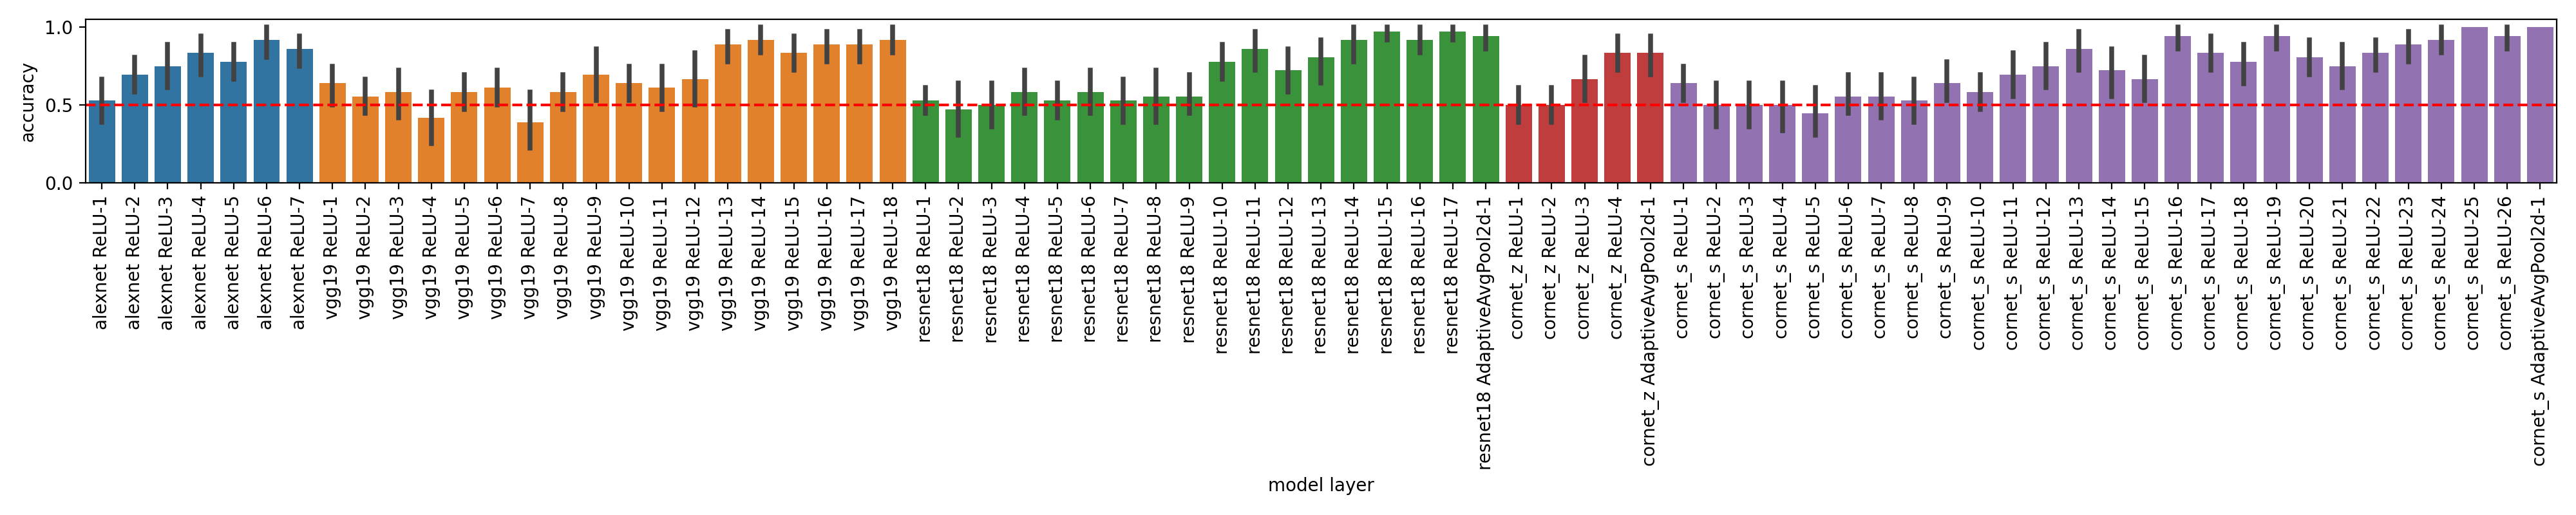 1.0
0.5
0.0
accuracy
alexnet ReLU-1
alexnet ReLU-2
alexnet ReLU-3
alexnet ReLU-4
alexnet ReLU-5
alexnet ReLU-6
alexnet ReLU-7
vgg19 ReLU-1
vgg19 ReLU-2
vgg19 ReLU-3
vgg19 ReLU-4
vgg19 ReLU-5
vgg19 ReLU-6
vgg19 ReLU-7
vgg19 ReLU-8
vgg19 ReLU-9
vgg19 ReLU-10
vgg19 ReLU-11
vgg19 ReLU-12
vgg19 ReLU-13
vgg19 ReLU-14
vgg19 ReLU-15
vgg19 ReLU-16
vgg19 ReLU-17
vgg19 ReLU-18
resnet18 ReLU-1
resnet18 ReLU-2
resnet18 ReLU-3
resnet18 ReLU-4
resnet18 ReLU-5
resnet18 ReLU-6
resnet18 ReLU-7
resnet18 ReLU-8
resnet18 ReLU-9
resnet18 ReLU-10
resnet18 ReLU-11
resnet18 ReLU-12
resnet18 ReLU-13
resnet18 ReLU-14
resnet18 ReLU-15
resnet18 ReLU-16
resnet18 ReLU-17
resnet18 AdaptiveAvgPool2d-1
cornet_z ReLU-1
cornet_z ReLU-2
cornet_z ReLU-3
cornet_z ReLU-4
cornet_z AdaptiveAvgPool2d-1
cornet_s ReLU-1
cornet_s ReLU-2
cornet_s ReLU-3
cornet_s ReLU-4
cornet_s ReLU-5
cornet_s ReLU-6
cornet_s ReLU-7
cornet_s ReLU-8
cornet_s ReLU-9
cornet_s ReLU-10
cornet_s ReLU-11
cornet_s ReLU-12
cornet_s ReLU-13
cornet_s ReLU-14
cornet_s ReLU-15
cornet_s ReLU-16
cornet_s ReLU-17
cornet_s ReLU-18
cornet_s ReLU-19
cornet_s ReLU-20
cornet_s ReLU-21
cornet_s ReLU-22
cornet_s ReLU-23
cornet_s ReLU-24
cornet_s ReLU-25
cornet_s ReLU-26
cornet_s AdaptiveAvgPool2d-1
model layer